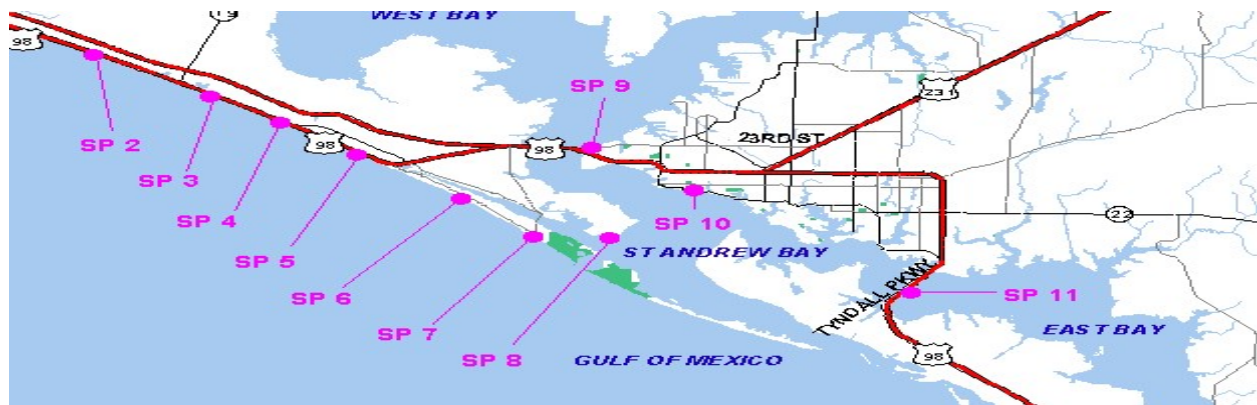 WEST BAY
19
98
SP 9
231
SP 2
98
98
23RD ST
SP 3
SP 4
SP 10
22
SP 5
ST ANDREW BAY
SP 6
SP 11
TYNDALL PKWY
SP 7
EAST BAY
SP 8
GULF OF MEXICO
98